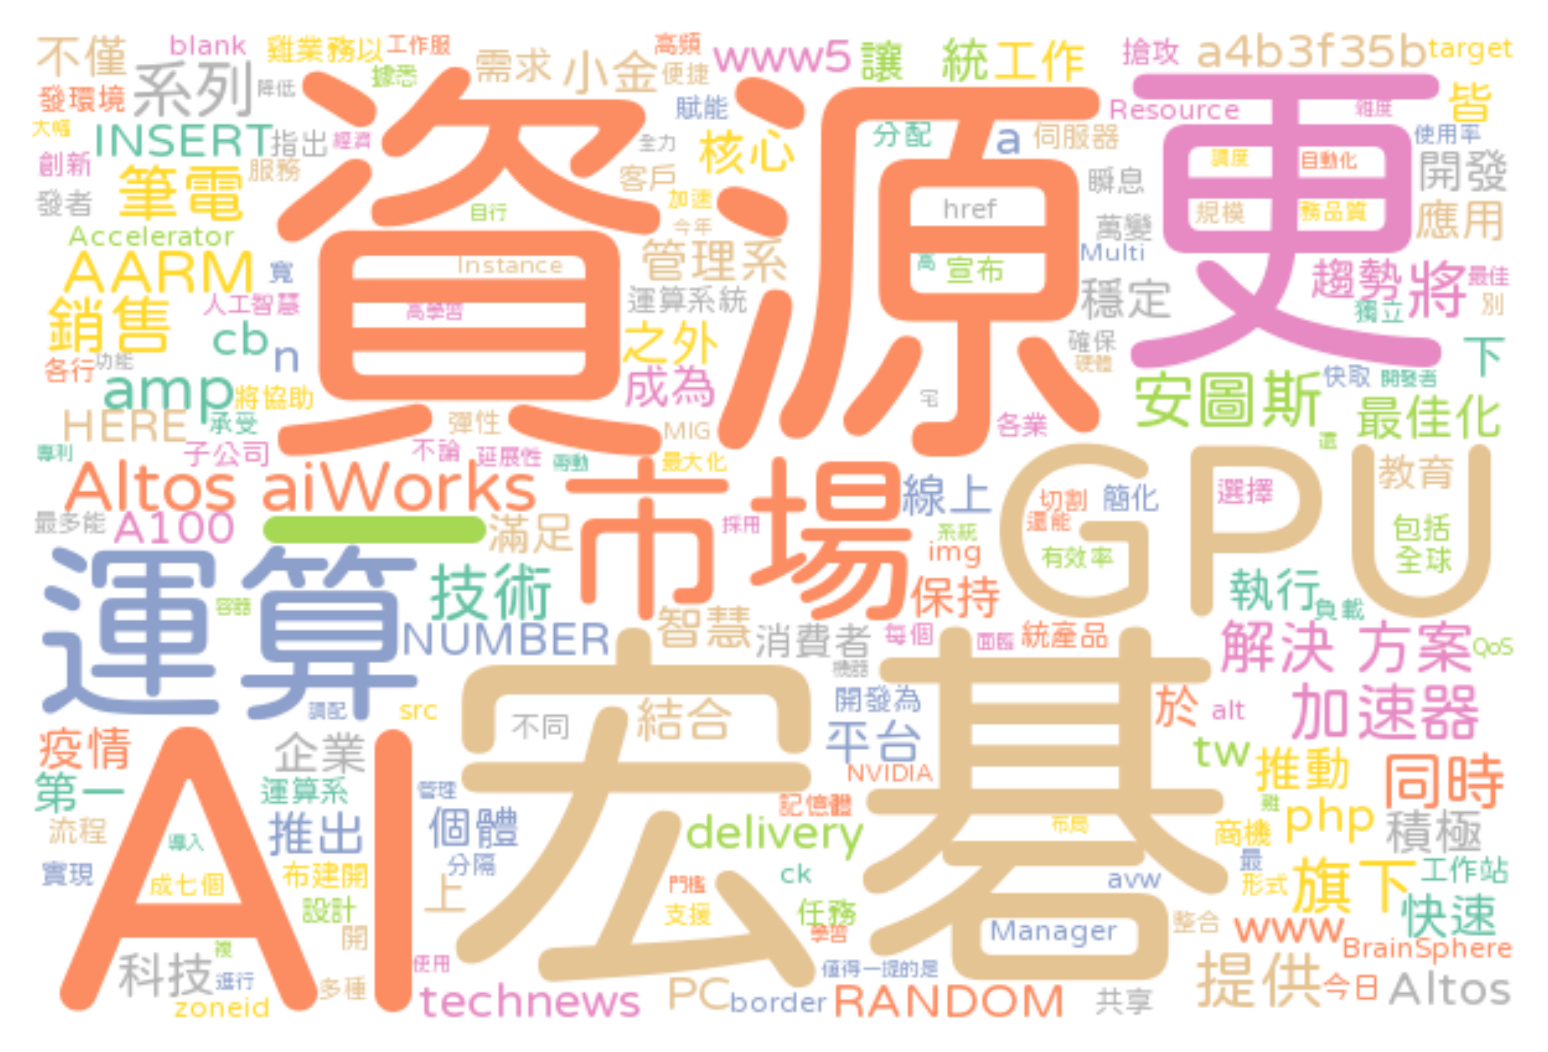 不僅
blank
雞業務以
工作服
高頻
www5
讓
統
工作
搶攻
a4b3f35b
target
發環境
系列
降低
據悉
需求
小金
便捷
賦能
Resource
皆
大幅
INSERT
指出
經濟
全力
核心
分配
a
伺服器
使用率
創新
筆電
服務
資源
更
調度
自動化
開發
發者
客戶
加速
瞬息
規模
務品質
應用
Accelerator
自行
今年
href
萬變
Multi
AARM
寬
Instance
管理系
高
宣布
趨勢
將
最佳
人工智慧
高學習
運算系統
穩定
獨立
別
銷售
cb
n
之外
確保
硬體
下
各行
功能
amp
將協助
成為
宅
安圖斯
快取
開發者
HERE
承受
彈性
MIG
各業
最佳化
專利
子公司
不論
延展性
最大化
還
Altos aiWorks
市場
線上
GPU
切割
簡化
選擇
教育
最多能
A100
滿足
採用
系統
還能
包括
運算
技術
img
有效率
全球
容器
保持
執行
負載
NUMBER
智慧
消費者
每個
面臨
統產品
解決 方案
QoS
機器
調配
src
宏碁
不同
結合
開發為
平台
於
alt
加速器
疫情
AI
企業
NVIDIA
tw
推動
同時
第一
運算系
管理
記憶體
流程
導入
推出
個體
delivery
布局
商機
php
積極
實現
成七個
布建開
分隔
門檻
ck
avw
最
形式
旗下
工作站
設計
上
支援
任務
學習
Manager
整合
www
快速
開
BrainSphere
科技
進行
多種
使用
值得一提的是
提供
今日
Altos
zoneid
technews
PC
border
RANDOM
共享